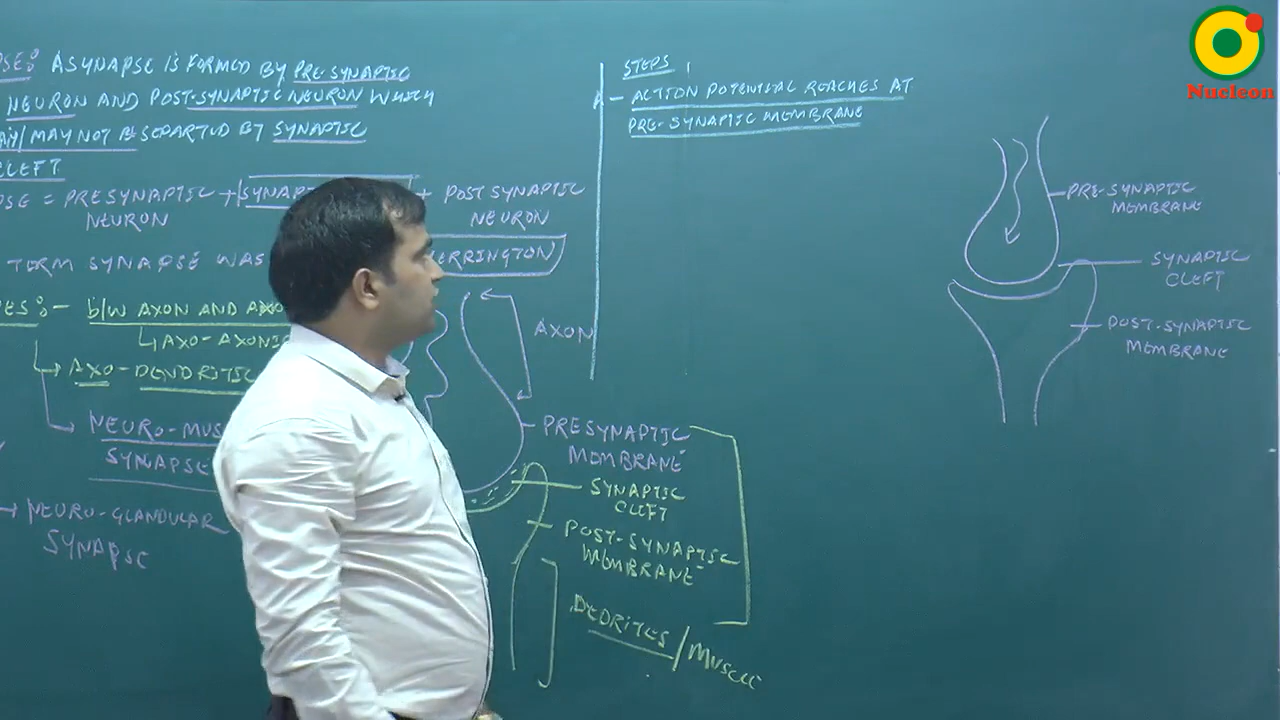 PSE: A SYNAPSE IS FORMED BY PRE SYNAPTIC
NEURON AND POST-SYNAPTIC NEURON WHICH
MAY NOT BE SEPARTED BY SYNAPTIC
CLEFT
= PRESYNAPTIC + + POST SYNAPTIC
NEURON NEURON
TERM SYNAPSE WAS
b/w AXON AND
AXO-AXONIC
AXO-DENDRITIC
NEURO-MUS
SYNAPSE
NEURO-GLANDULAR
SYNAPSE
AXON
PRESYNAPTIC
MEMBRANE
SYNAPTIC
CLEFT
POST-SYNAPTIC
MEMBRANE
DEDRITES / MUSCLE
STEPS
ACTION POTENTIAL REACHES AT
PRE-SYNAPTIC MEMBRANE
PRE-SYNAPTIC
MEMBRANE
SYNAPTIC
CLEFT
POST-SYNAPTIC
MEMBRANE
Nucleon